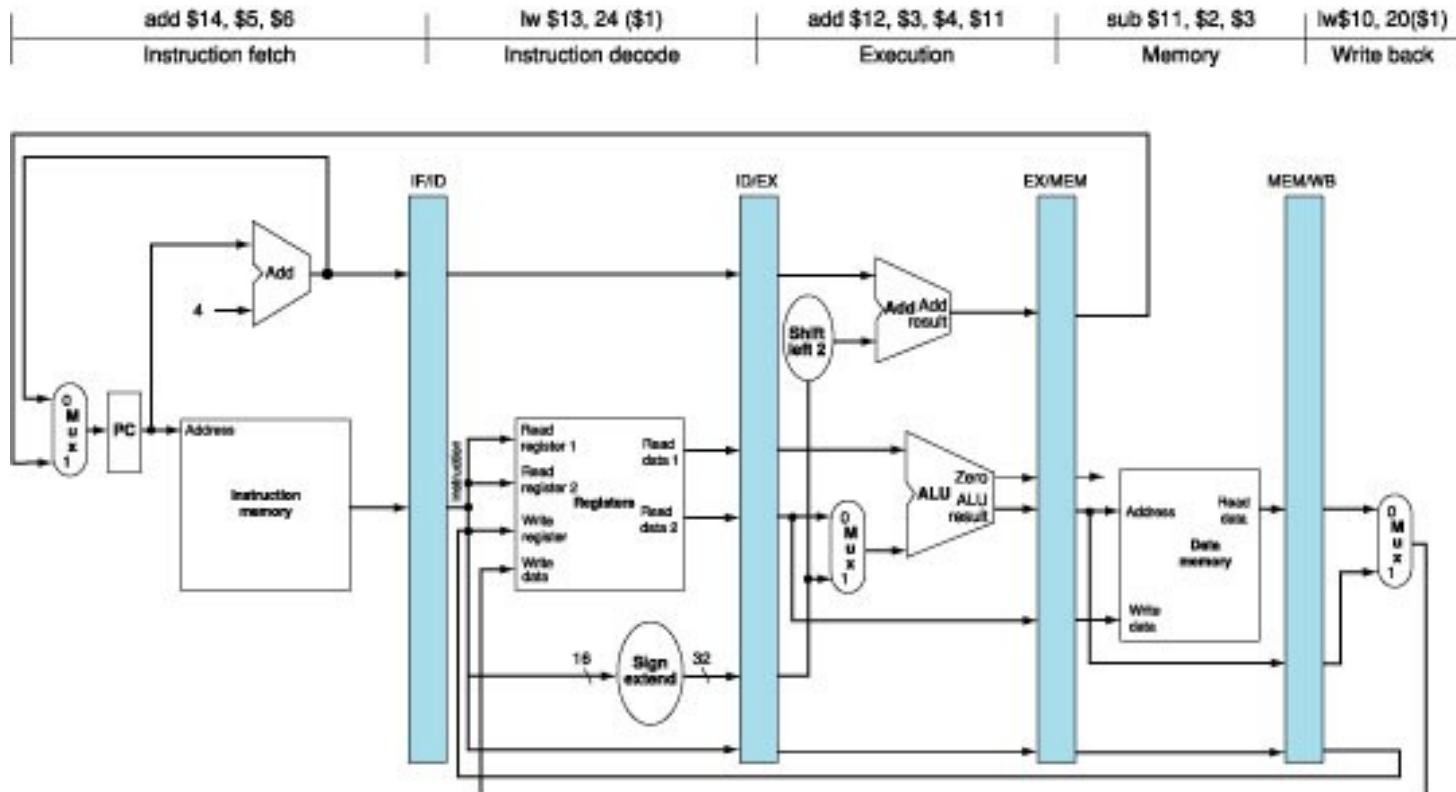 add $14, $5, $6
lw $13, 24 ($1)
add $12, $3, $4, $11
sub $11, $2, $3
lw$10, 20($1)
Instruction fetch
Instruction decode
Execution
Memory
Write back
IF/ID
ID/EX
EX/MEM
MEM/WB
Add
4
Shift
left 2
Add Add
result
0
M
u
x
1
PC
Address
Instruction
memory
Instruction
Read
register 1
Read
register 2
Write
register
Write
data
Registers
Read
data 1
Read
data 2
0
M
u
x
1
Zero
ALU ALU
result
Address
Read
data
Data
memory
Write
data
0
M
u
x
1
16
Sign
extend
32